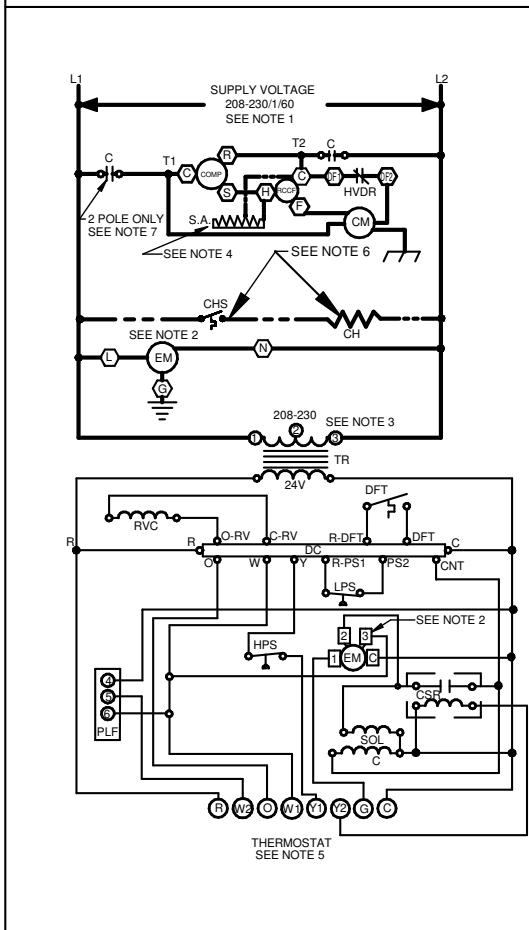 L1 L2
SUPPLY VOLTAGE
208-230/1/60
SEE NOTE 1
C T1 C COMP R T2 C
S H RCCF C DF1 HVDR DF2
F
2 POLE ONLY
SEE NOTE 7
S.A.
CM
SEE NOTE 4
SEE NOTE 6
CHS
CH
SEE NOTE 2
L EM N
G
208-230
1 2 3 SEE NOTE 3
TR
24V
DFT
RVC
R R O-RV C-RV R-DFT DFT C
DC
O W Y R-PS1 PS2 CNT
LPS
SEE NOTE 2
HPS
2 3
1 EM C
4
5
6
PLF
CSR
SOL
C
R W2 O W1 Y1 Y2 G C
THERMOSTAT
SEE NOTE 5